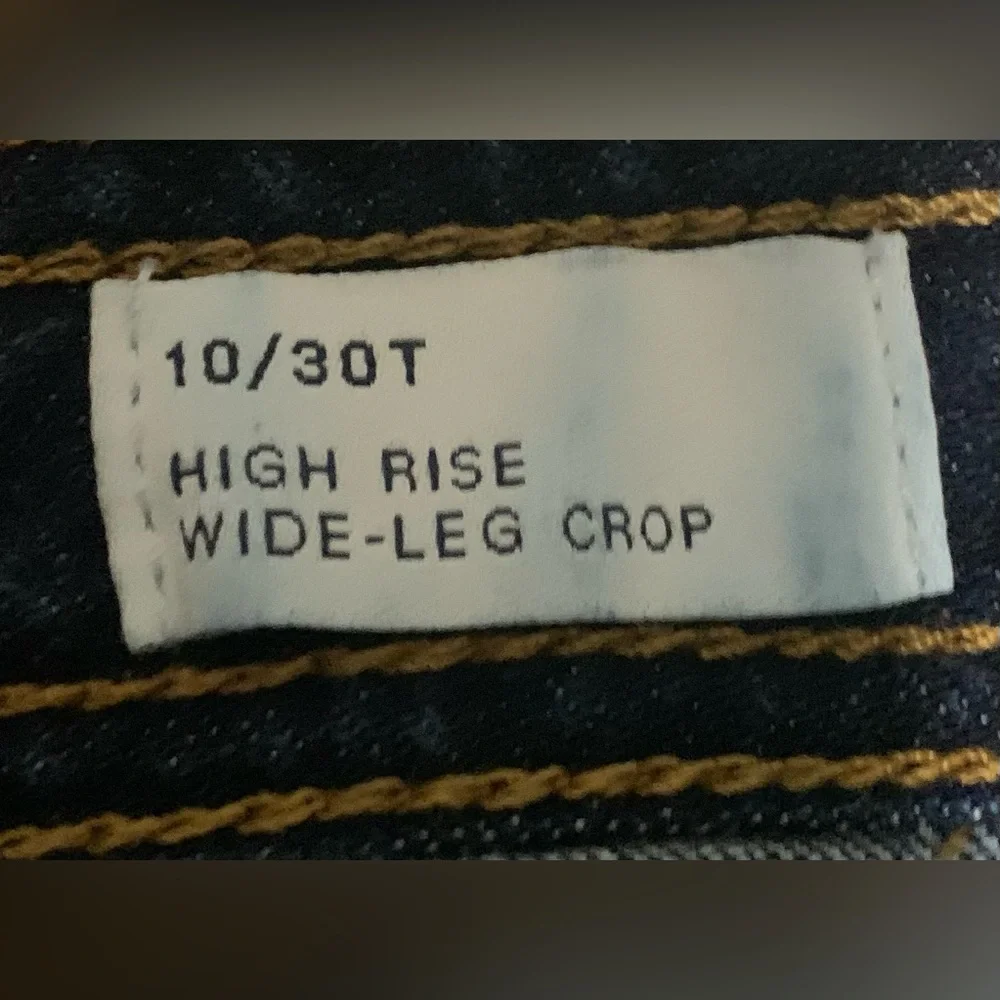 10/30T
HIGH RISE
WIDE-LEG CROP